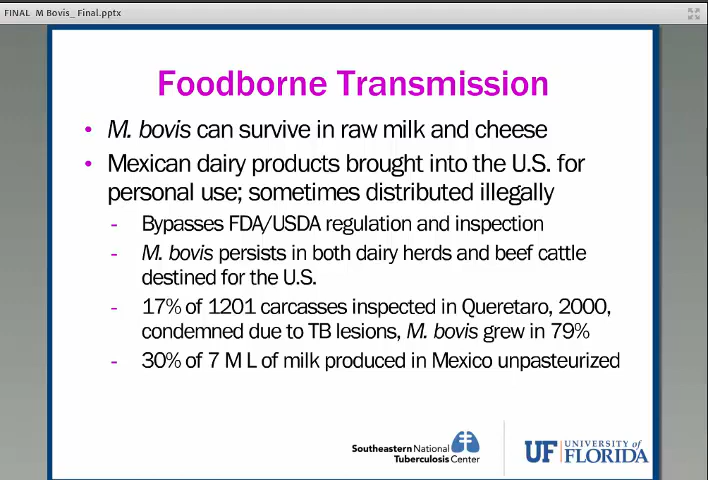 FINAL M Bovis_ Final.pptx
Foodborne Transmission
• M. bovis can survive in raw milk and cheese
• Mexican dairy products brought into the U.S. for
personal use; sometimes distributed illegally
- Bypasses FDA/USDA regulation and inspection
- M. bovis persists in both dairy herds and beef cattle
destined for the U.S.
- 17% of 1201 carcasses inspected in Queretaro, 2000,
condemned due to TB lesions, M. bovis grew in 79%
- 30% of 7 M L of milk produced in Mexico unpasteurized
Southeastern National
Tuberculosis Center
UF UNIVERSITY of
FLORIDA